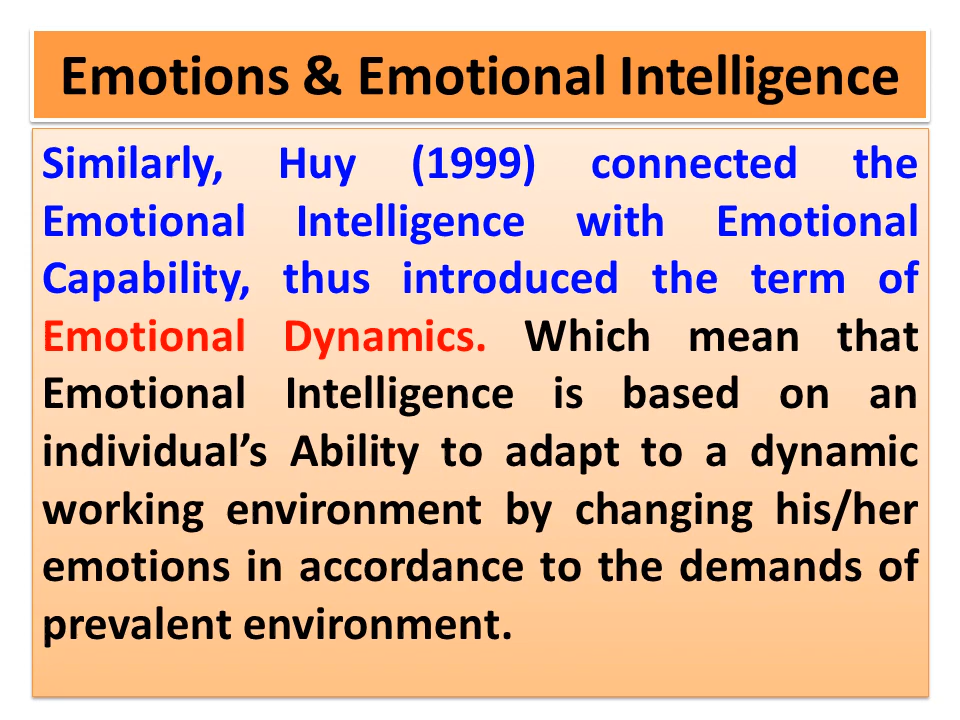 Emotions & Emotional Intelligence
Similarly, Huy (1999) connected the
Emotional Intelligence with Emotional
Capability, thus introduced the term of
Emotional Dynamics. Which mean that
Emotional Intelligence is based on an
individual’s Ability to adapt to a dynamic
working environment by changing his/her
emotions in accordance to the demands of
prevalent environment.